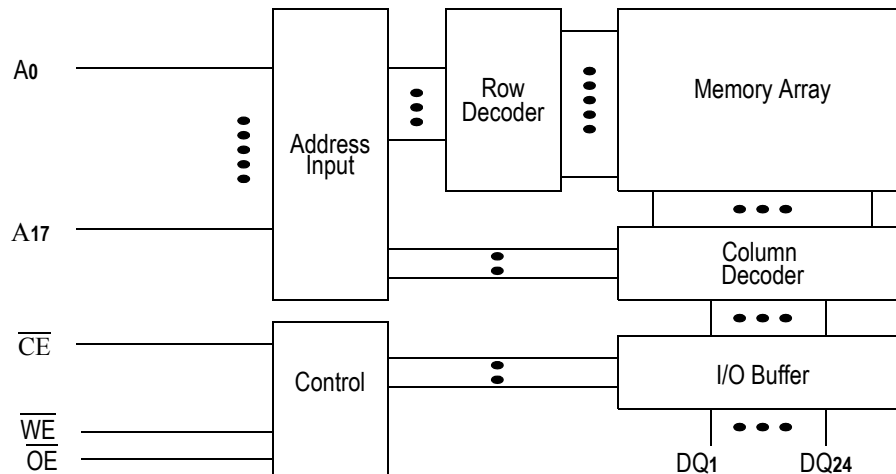 A0
A17
CE
WE
OE
Address
Input
Control
Row
Decoder
Memory Array
Column
Decoder
I/O Buffer
DQ1
DQ24